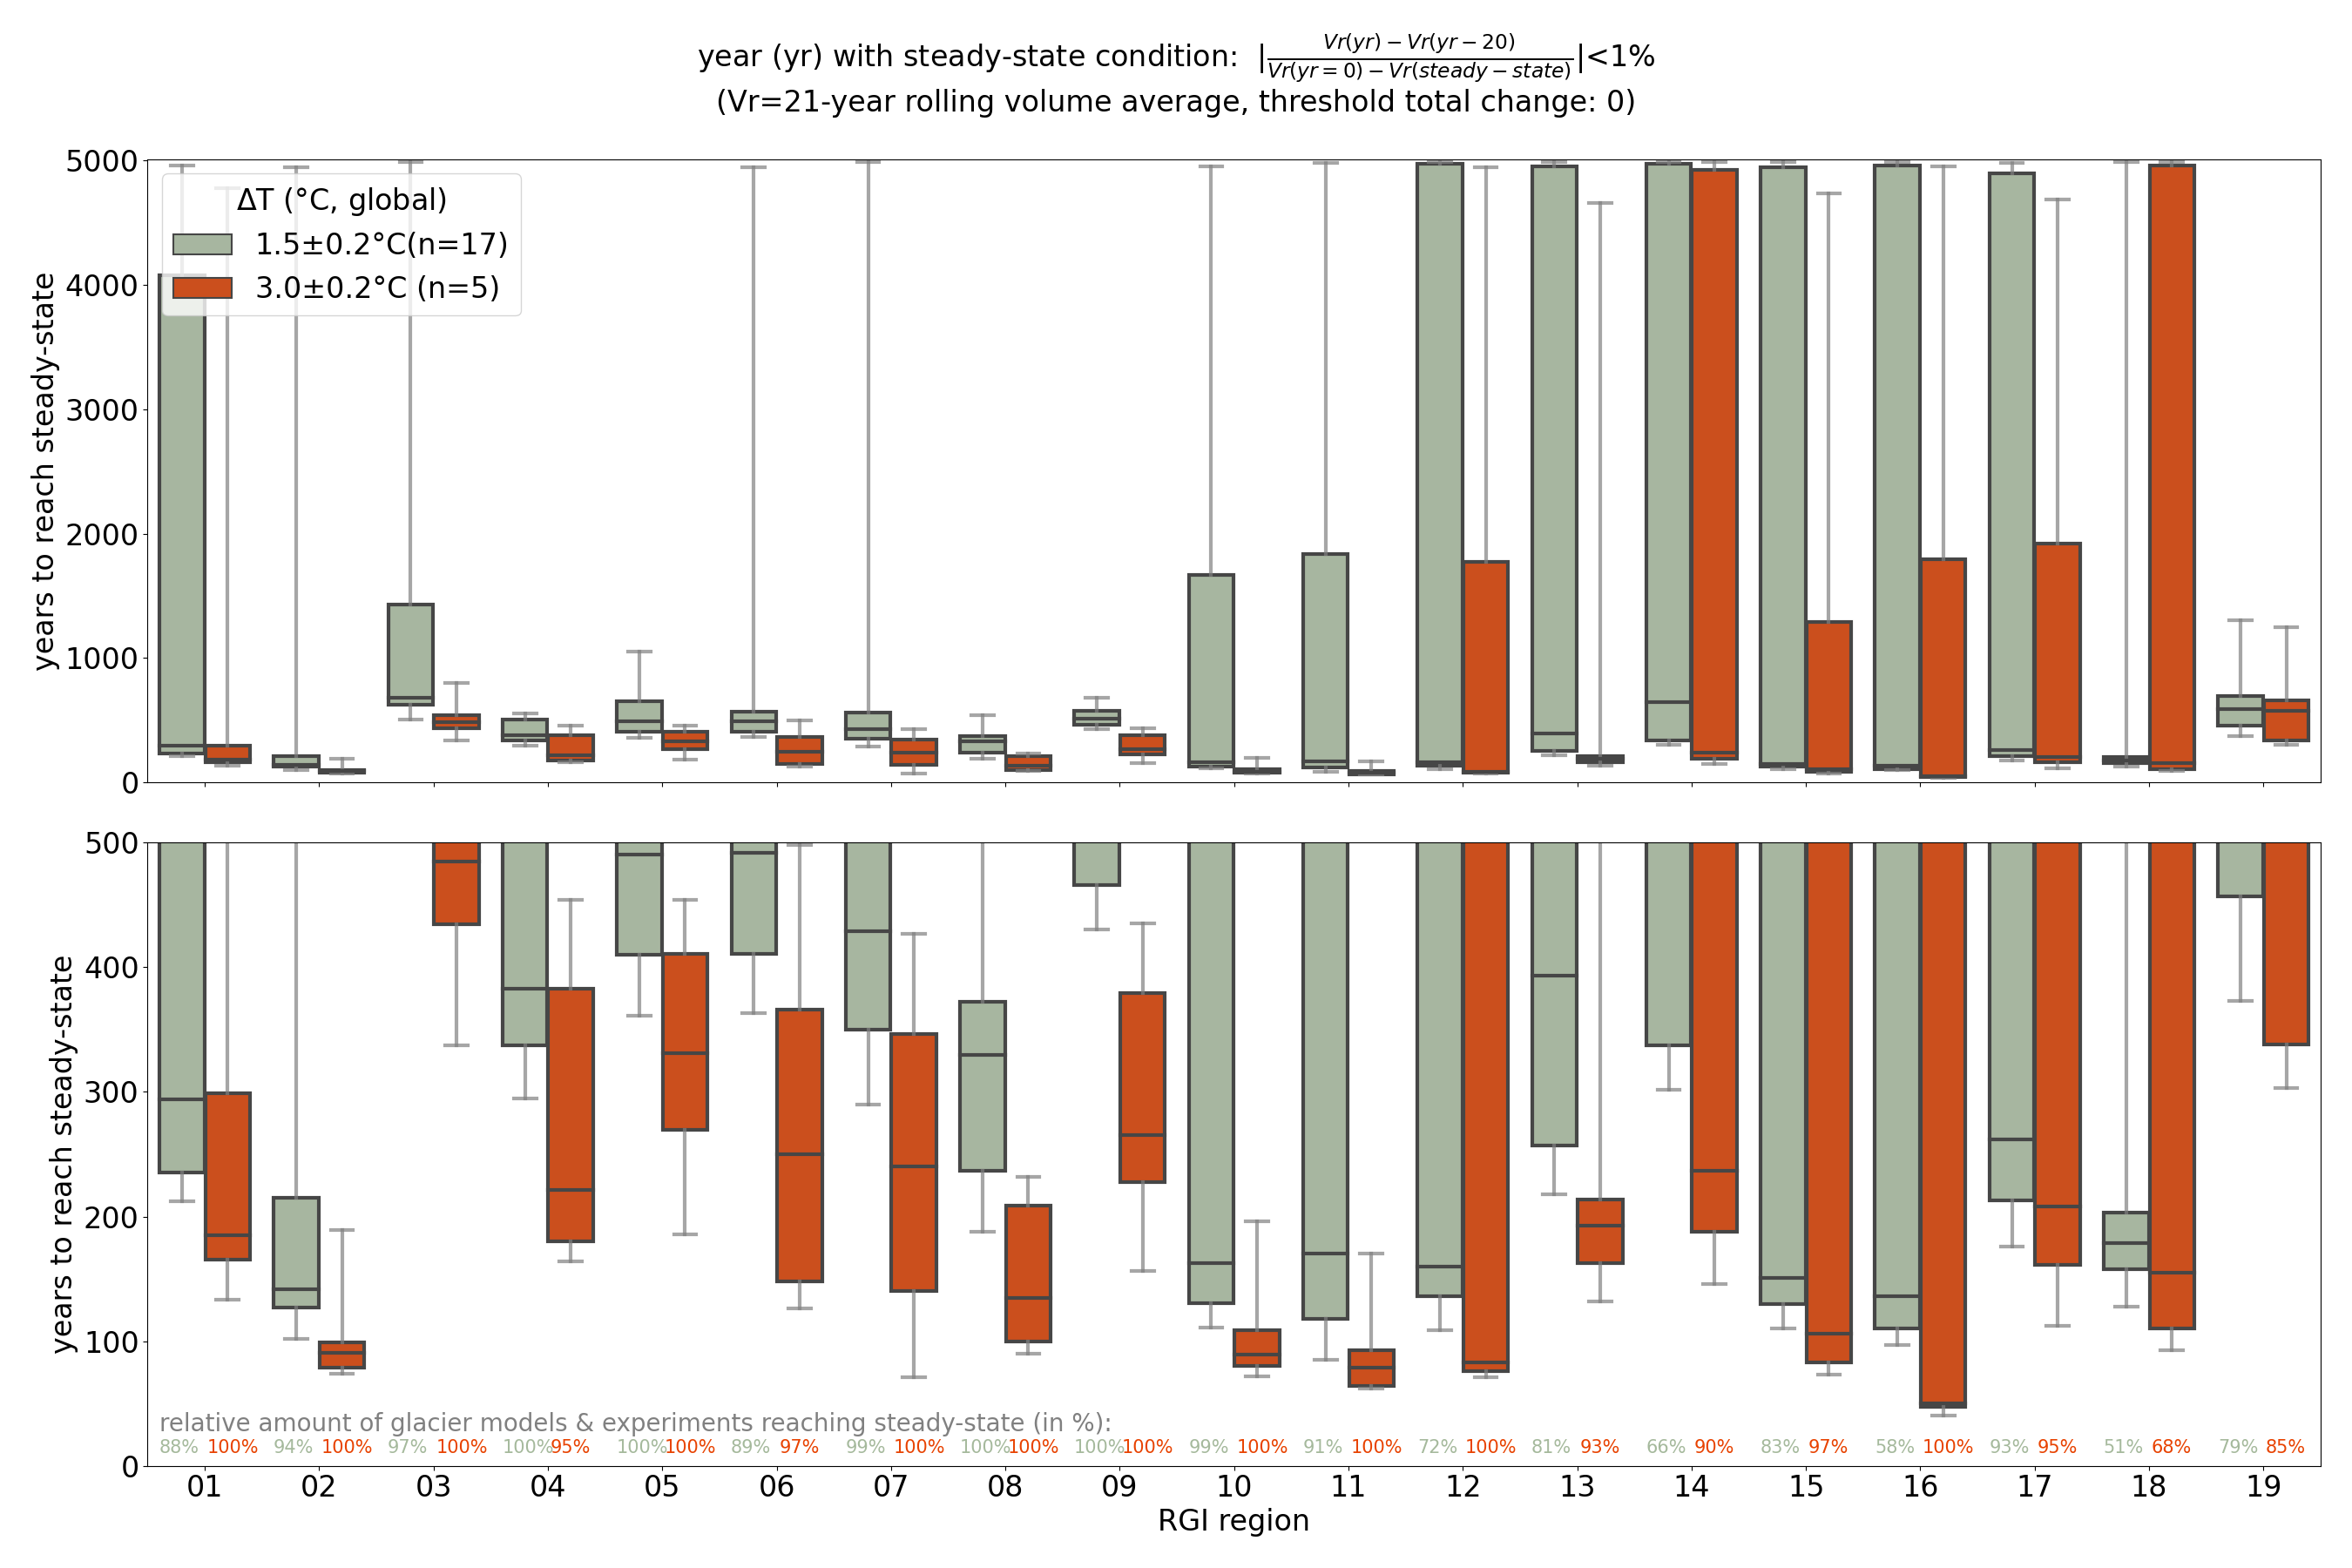 year (yr) with steady-state condition: |\frac{Vr(yr)-Vr(yr-20)}{Vr(yr=0)-Vr(steady-state)}|<1%
(Vr=21-year rolling volume average, threshold total change: 0)
years to reach steady-state
5000
4000
3000
2000
1000
0
ΔT (°C, global)
1.5±0.2°C(n=17)
3.0±0.2°C (n=5)
years to reach steady-state
500
400
300
200
100
0
relative amount of glacier models & experiments reaching steady-state (in %):
88% 100% 94% 100% 97% 100% 100% 95% 100% 100% 89% 97% 99% 100% 100% 100% 100% 100% 99% 100% 91% 100% 72% 100% 81% 93% 66% 90% 83% 97% 58% 100% 93% 95% 51% 68% 79% 85%
01 02 03 04 05 06 07 08 09 10 11 12 13 14 15 16 17 18 19
RGI region